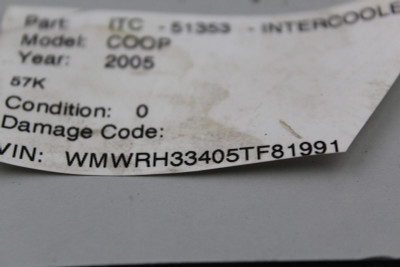 Part: ITC - 51353 - INTERCOOLE
Model: COOP
Year: 2005
57K
Condition: 0
Damage Code:
VIN: WMWRH33405TF81991